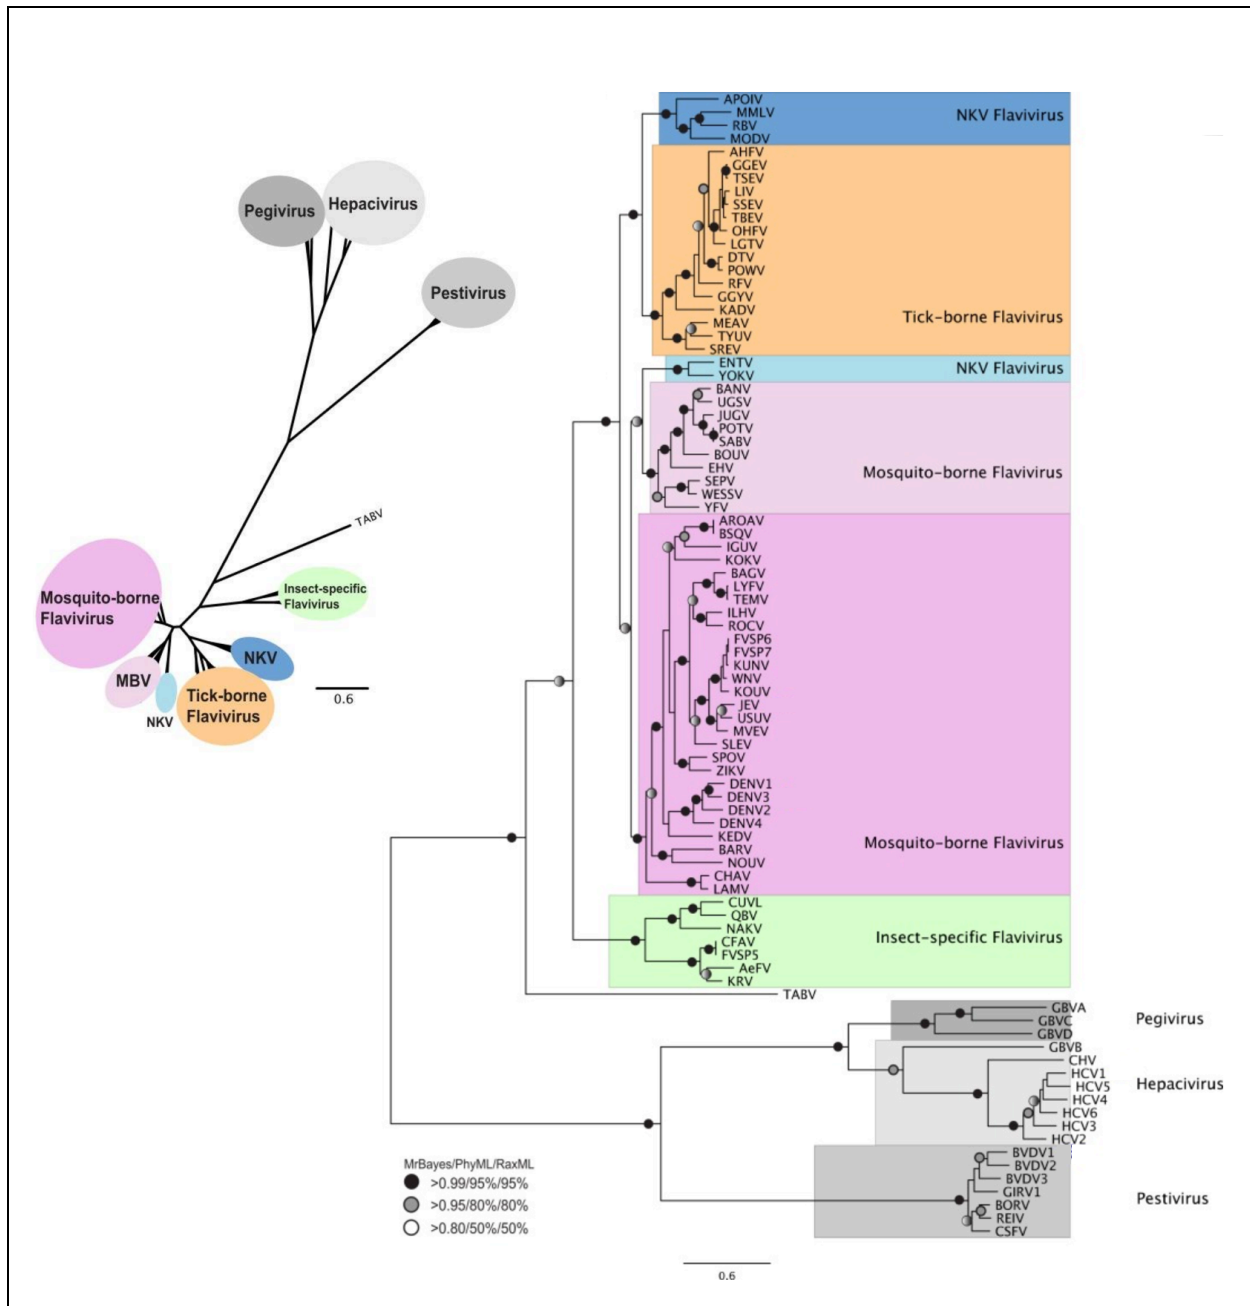 Pegivirus
Hepacivirus
Pestivirus
TABV
Insect-specific
Flavivirus
Mosquito-borne
Flavivirus
MBV
NKV
Tick-borne
Flavivirus
NKV
0.6
APOIV
MMLV
RBV
MODV
NKV Flavivirus
AHFV
GGEV
TSEV
LIV
SSEV
TBEV
OHFV
LGTV
DTV
POWV
RFV
GGYV
KADV
MEAV
TYUV
SREV
Tick-borne Flavivirus
ENTV
YOKV
NKV Flavivirus
BANV
UGSV
JUGV
POTV
SABV
BOUV
EHV
SEPV
WESSV
YFV
Mosquito-borne Flavivirus
AROAV
BSQV
IGUV
KOKV
BAGV
LYFV
TEMV
ILHV
ROCV
FVSP6
FVSP7
KUNV
WNV
KOUV
JEV
USUV
MVEV
SLEV
SPOV
ZIKV
DENV1
DENV3
DENV2
DENV4
KEDV
BARV
NOUV
CHAV
LAMV
Mosquito-borne Flavivirus
CUVL
QBV
NAKV
CFAV
FVSP5
AeFV
KRV
Insect-specific Flavivirus
TABV
GBVA
GBVC
GBVD
Pegivirus
GBVB
CHV
HCV1
HCV5
HCV4
HCV6
HCV3
HCV2
Hepacivirus
BVDV1
BVDV2
BVDV3
GIRV1
BORV
REIV
CSFV
Pestivirus
MrBayes/PhyML/RaxML
>0.99/95%/95%
>0.95/80%/80%
>0.80/50%/50%
0.6